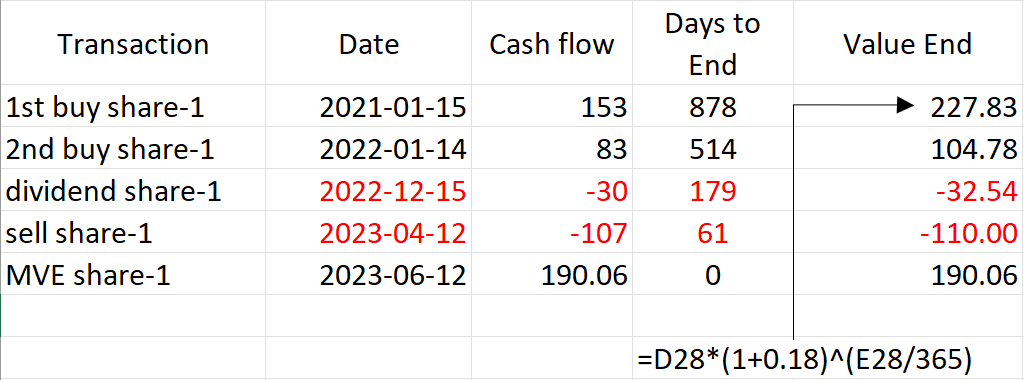 Transaction Date Cash flow Days to End Value End
1st buy share-1 2021-01-15 153 878 227.83
2nd buy share-1 2022-01-14 83 514 104.78
dividend share-1 2022-12-15 -30 179 -32.54
sell share-1 2023-04-12 -107 61 -110.00
MVE share-1 2023-06-12 190.06 0 190.06
=D28*(1+0.18)^(E28/365)